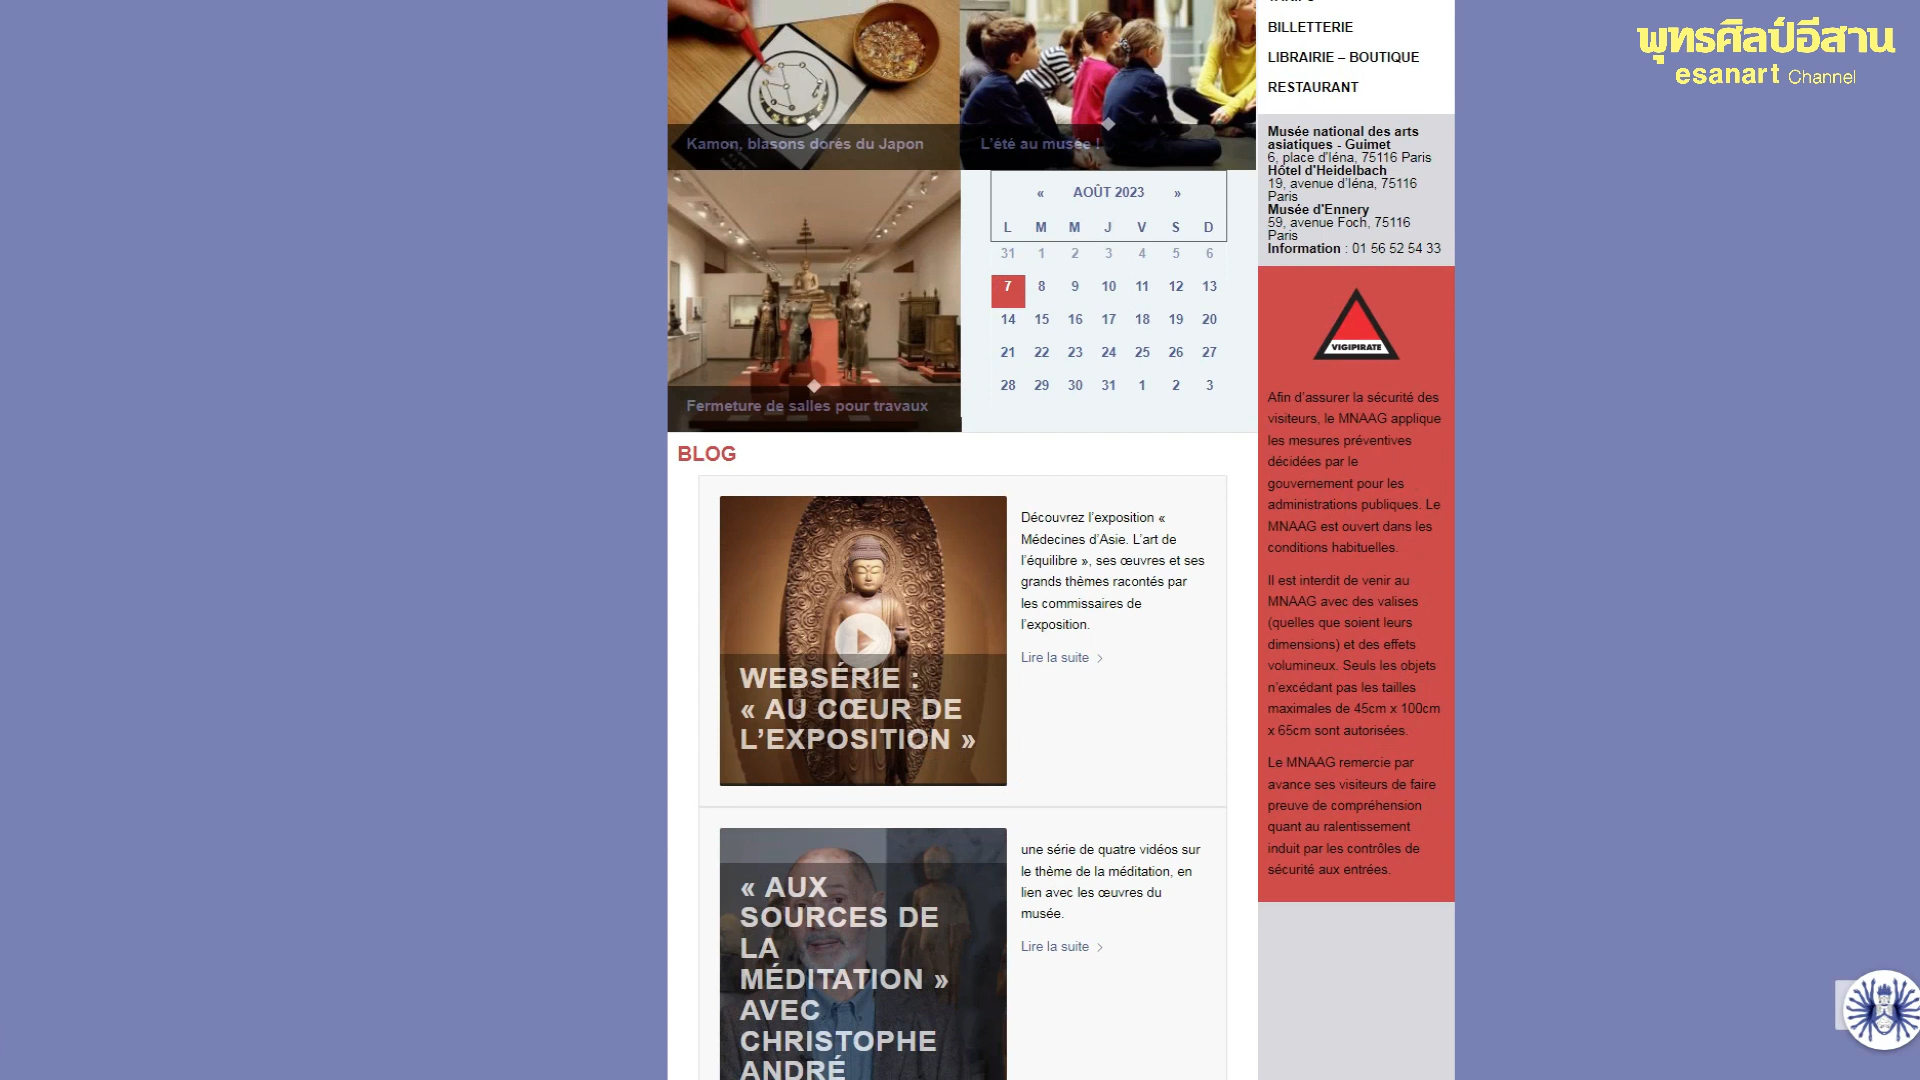 พุทธศิลป์อีสาน
esanart Channel
BILLETTERIE
LIBRAIRIE – BOUTIQUE
RESTAURANT
Kamon, blasons dorés du Japon
L'été au musée !
Musée national des arts
asiatiques - Guimet
6, place d'Iéna, 75116 Paris
Hôtel d'Heidelbach
19, avenue d'Iéna, 75116
Paris
Musée d'Ennery
59, avenue Foch, 75116
Paris
Information : 01 56 52 54 33
« AOÛT 2023 »
L M M J V S D
31 1 2 3 4 5 6
7 8 9 10 11 12 13
14 15 16 17 18 19 20
21 22 23 24 25 26 27
28 29 30 31 1 2 3
Fermeture de salles pour travaux
VIGIPIRATE
Afin d'assurer la sécurité des
visiteurs, le MNAAG applique
les mesures préventives
décidées par le
gouvernement pour les
administrations publiques. Le
MNAAG est ouvert dans les
conditions habituelles.
Il est interdit de venir au
MNAAG avec des valises
(quelles que soient leurs
dimensions) et des effets
volumineux. Seuls les objets
n'excédant pas les tailles
maximales de 45cm x 100cm
x 65cm sont autorisées.
Le MNAAG remercie par
avance ses visiteurs de faire
preuve de compréhension
quant au ralentissement
induit par les contrôles de
sécurité aux entrées.
BLOG
WEBSÉRIE :
« AU CŒUR DE
L'EXPOSITION »
Découvrez l'exposition «
Médecines d'Asie. L'art de
l'équilibre », ses œuvres et ses
grands thèmes racontés par
les commissaires de
l'exposition.
Lire la suite
« AUX
SOURCES DE
LA
MÉDITATION »
AVEC
CHRISTOPHE
ANDRÉ
une série de quatre vidéos sur
le thème de la méditation, en
lien avec les œuvres du
musée.
Lire la suite